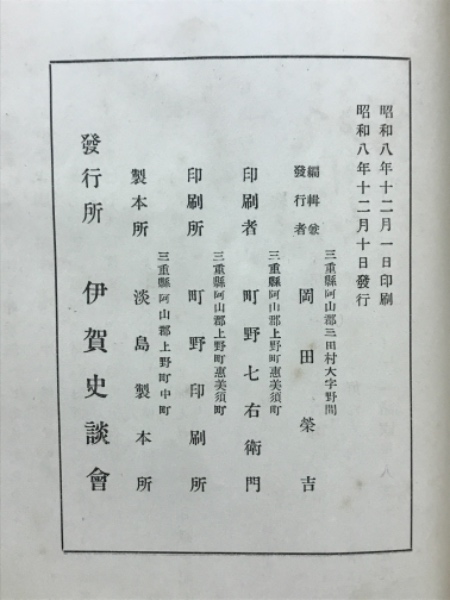 昭和八年十二月一日印刷
昭和八年十二月十日發行
三重縣阿山郡三田村大字野間
編輯兼
發行者
岡田榮吉
三重縣阿山郡上野町惠美須町
印刷者
町野七右衛門
三重縣阿山郡上野町惠美須町
印刷所
町野印刷所
三重縣阿山郡上野町中町
製本所
淡島製本所
發行所
伊賀史談會